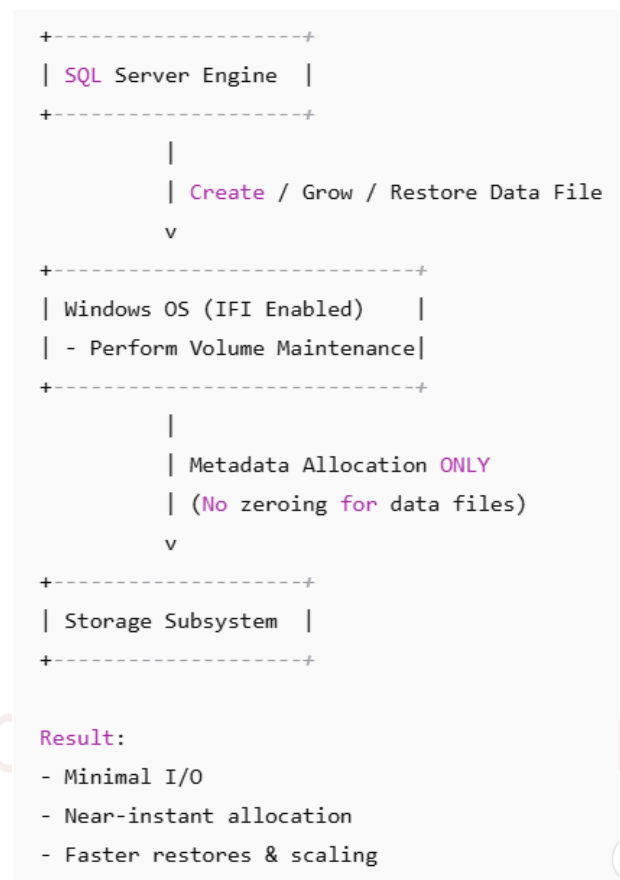 +---------------------+
| SQL Server Engine  |
+---------------------+
|
| Create / Grow / Restore Data File
v
+------------------------------+
| Windows OS (IFI Enabled)    |
| - Perform Volume Maintenance|
+------------------------------+
|
| Metadata Allocation ONLY
| (No zeroing for data files)
v
+---------------------+
| Storage Subsystem  |
+---------------------+
Result:
- Minimal I/O
- Near-instant allocation
- Faster restores & scaling